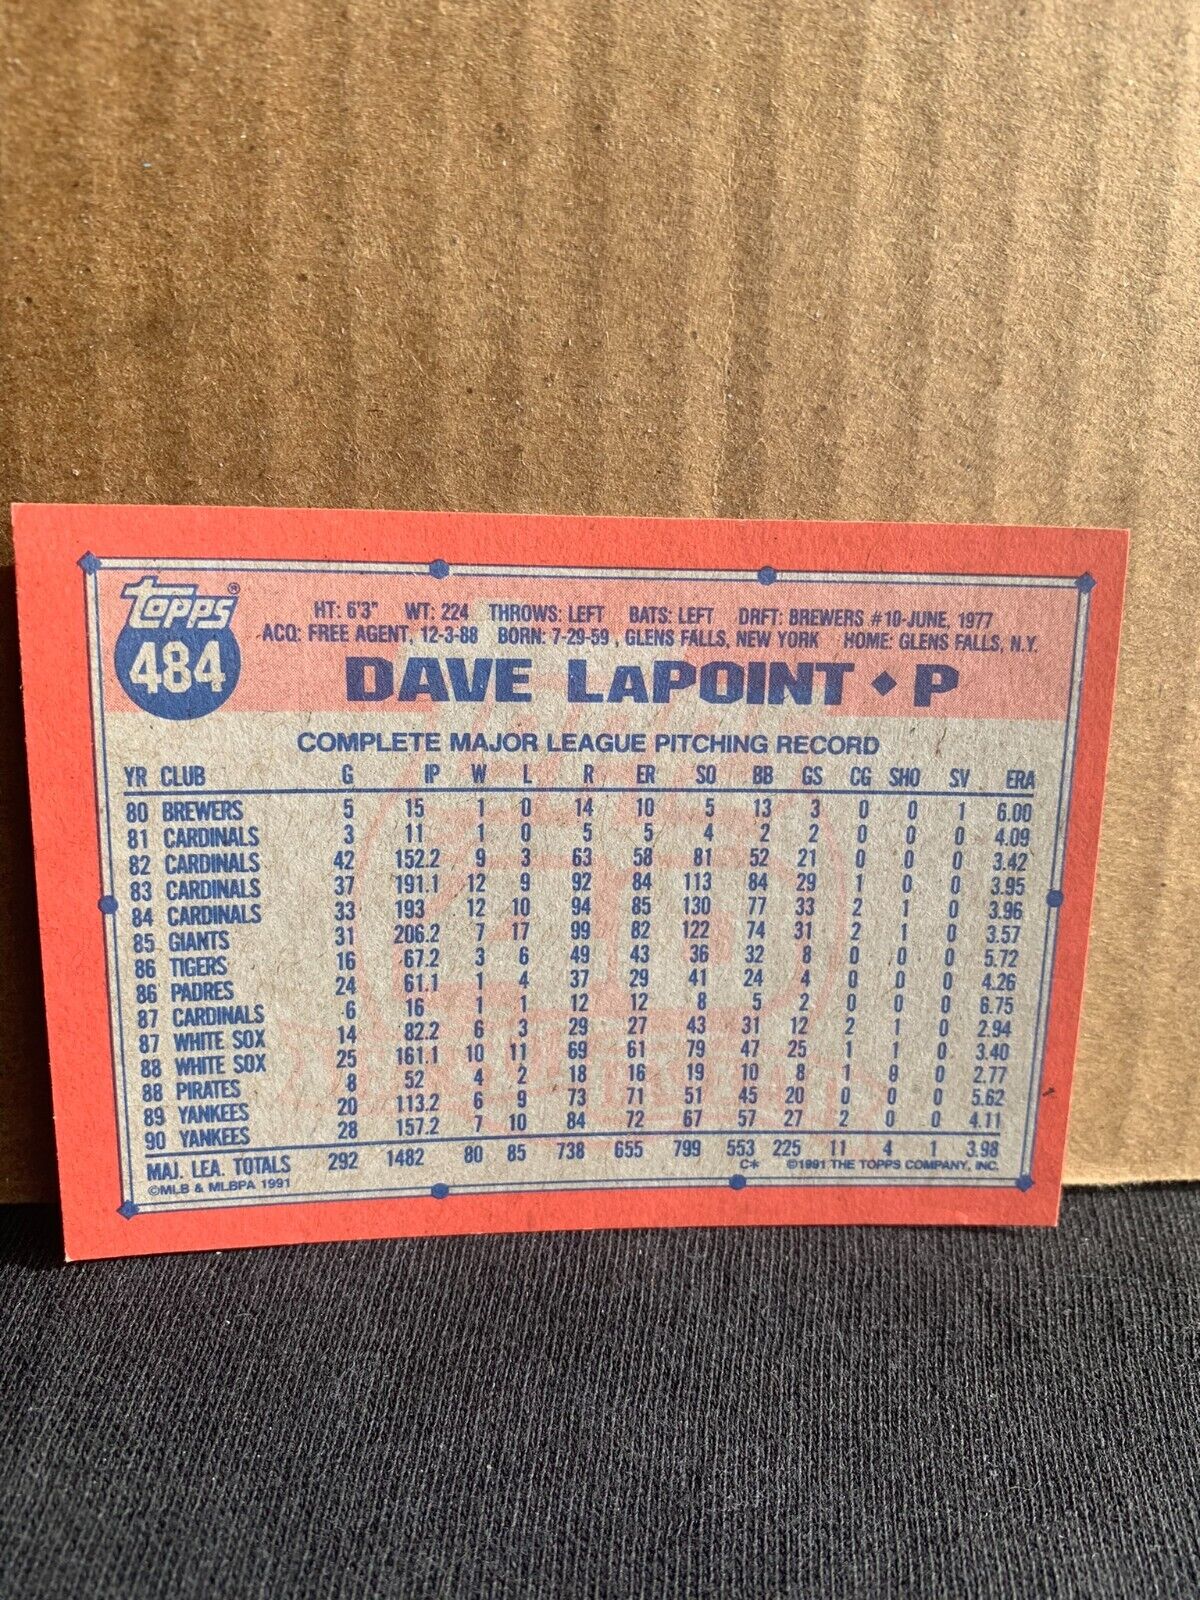 topps®
484
HT: 6'3" WT: 224 THROWS: LEFT BATS: LEFT DRFT: BREWERS #10-JUNE, 1977
ACQ: FREE AGENT, 12-3-88 BORN: 7-29-59, GLENS FALLS, NEW YORK HOME: GLENS FALLS, N.Y.
DAVE LAPOINT ♦ P
COMPLETE MAJOR LEAGUE PITCHING RECORD
YR CLUB G IP W L R ER SO BB GS CG SHO SV ERA
80 BREWERS 5 15 1 0 14 10 5 13 3 0 0 1 6.00
81 CARDINALS 3 11 1 0 5 5 4 2 2 0 0 0 4.09
82 CARDINALS 42 152.2 9 3 63 58 81 52 21 0 0 0 3.42
83 CARDINALS 37 191.1 12 9 92 84 113 84 29 1 0 0 3.95
84 CARDINALS 33 193 12 10 94 85 130 77 33 2 1 0 3.96
85 GIANTS 31 206.2 7 17 99 82 122 74 31 2 1 0 3.57
86 TIGERS 16 67.2 3 6 49 43 36 32 8 0 0 0 5.72
86 PADRES 24 61.1 1 4 37 29 41 24 4 0 0 0 4.26
87 CARDINALS 6 16 1 1 12 12 8 5 2 0 0 0 6.75
87 WHITE SOX 14 82.2 6 3 29 27 43 31 12 2 1 0 2.94
88 WHITE SOX 25 161.1 10 11 69 61 79 47 25 1 1 0 3.40
88 PIRATES 8 52 4 2 18 16 19 10 8 1 0 0 2.77
89 YANKEES 20 113.2 6 9 73 71 51 45 20 0 0 0 5.62
90 YANKEES 28 157.2 7 10 84 72 67 57 27 2 0 0 4.11
MAJ. LEA. TOTALS 292 1482 80 85 738 655 799 553 225 11 4 1 3.98
©MLB & MLBPA 1991 C* ©1991 THE TOPPS COMPANY, INC.